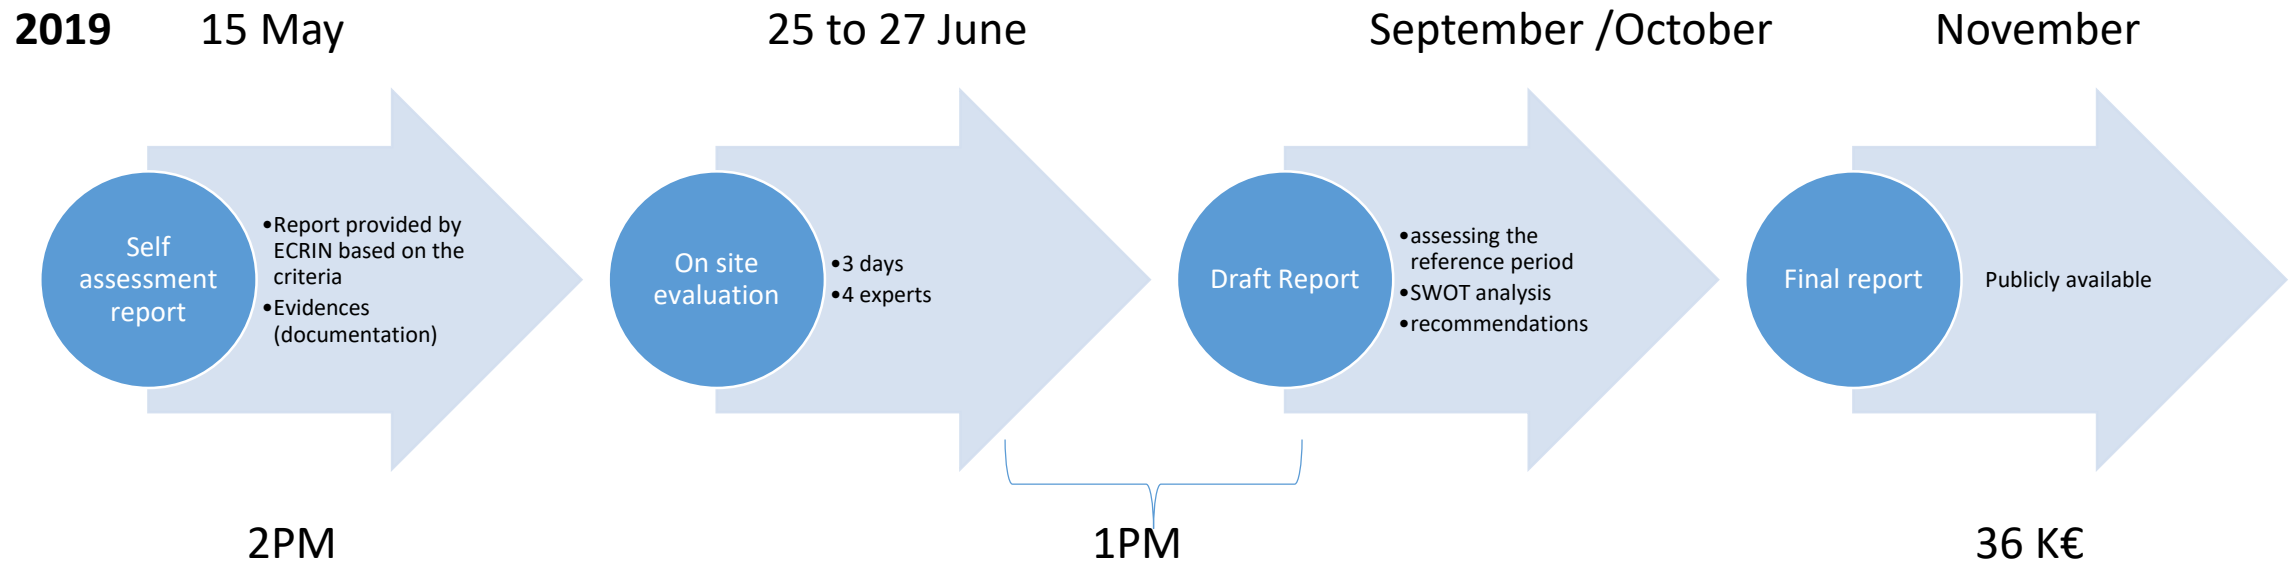 2019 15 May 25 to 27 June September /October November
Self
assessment
report
•Report provided by
ECRIN based on the
criteria
•Evidences
(documentation)
On site
evaluation
•3 days
•4 experts
Draft Report
•assessing the
reference period
•SWOT analysis
•recommendations
Final report
Publicly available
2PM 1PM 36 K€